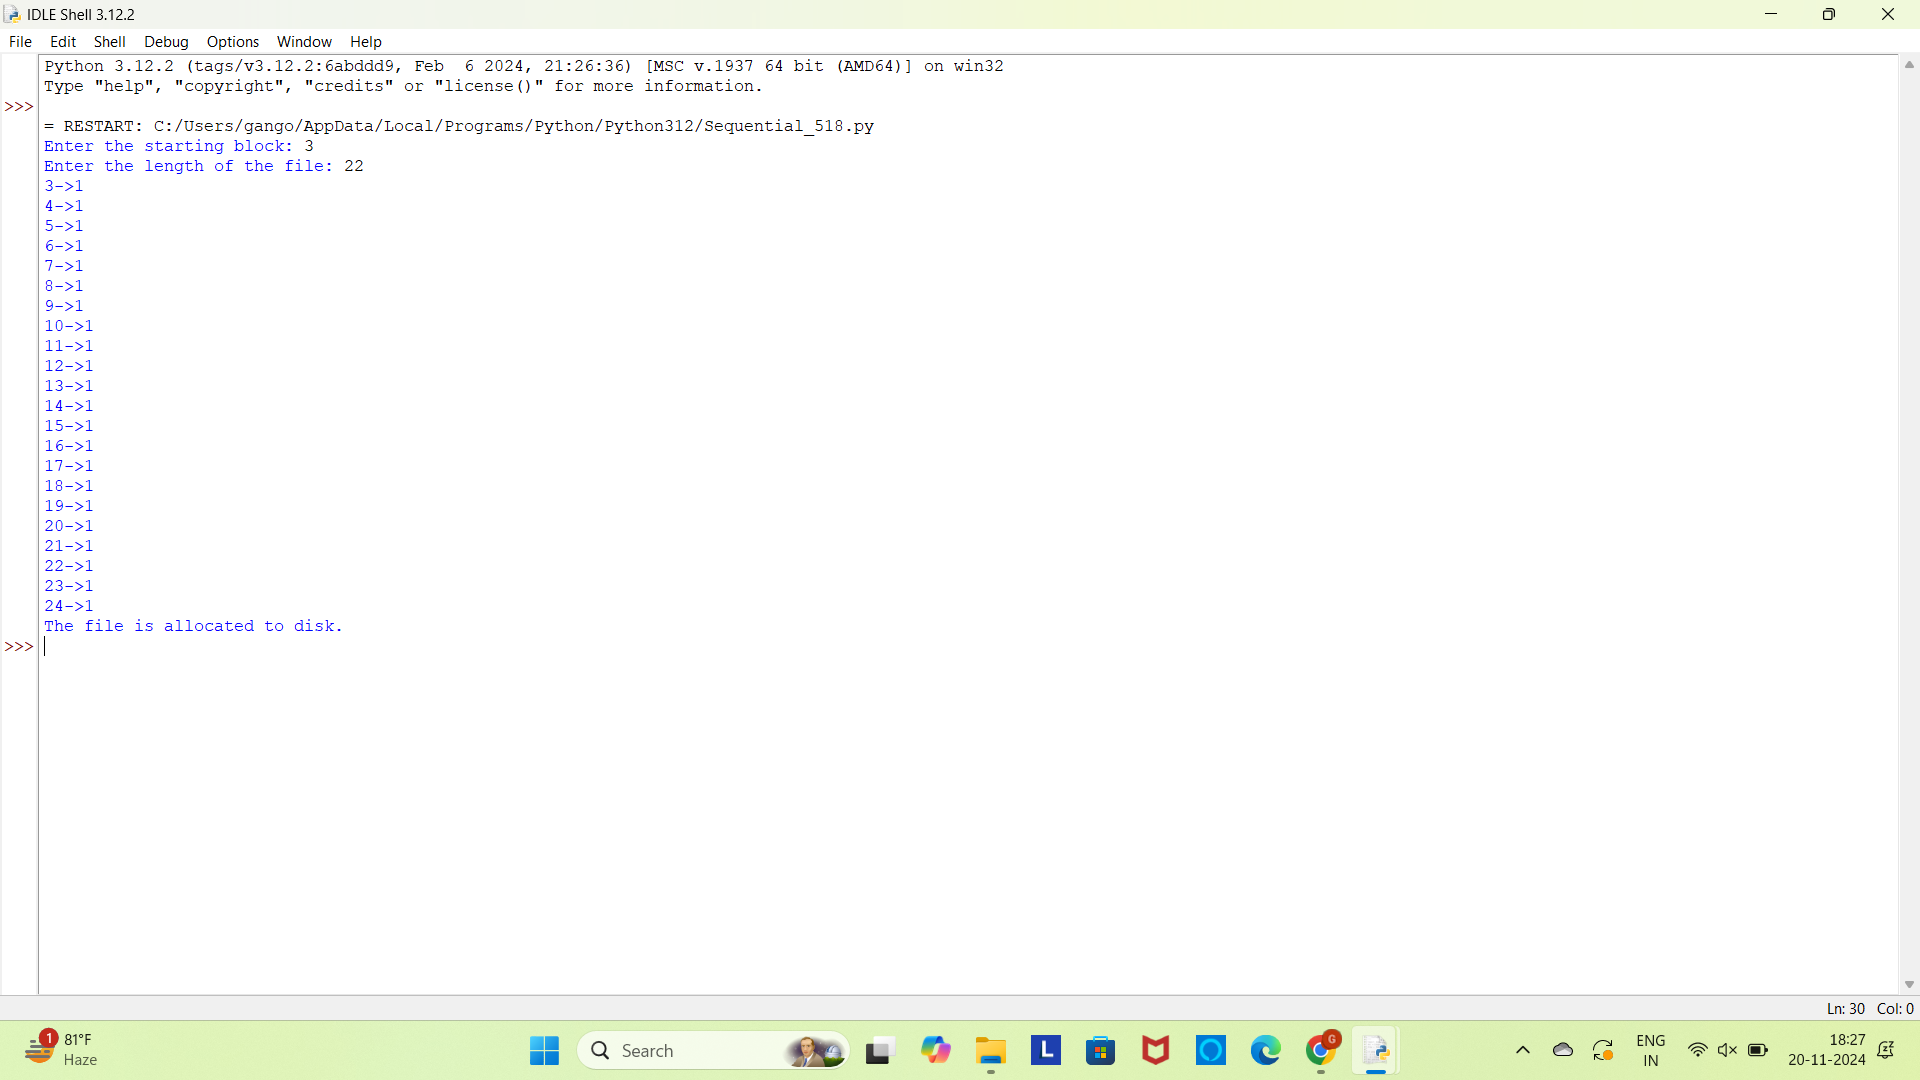 IDLE Shell 3.12.2
File Edit Shell Debug Options Window Help
Python 3.12.2 (tags/v3.12.2:6abddd9, Feb  6 2024, 21:26:36) [MSC v.1937 64 bit (AMD64)] on win32
Type "help", "copyright", "credits" or "license()" for more information.
>>>
= RESTART: C:/Users/gango/AppData/Local/Programs/Python/Python312/Sequential_518.py
Enter the starting block: 3
Enter the length of the file: 22
3->1
4->1
5->1
6->1
7->1
8->1
9->1
10->1
11->1
12->1
13->1
14->1
15->1
16->1
17->1
18->1
19->1
20->1
21->1
22->1
23->1
24->1
The file is allocated to disk.
>>>
Ln: 30 Col: 0
1 81°F
Haze
Search
L
G
ENG
IN
18:27
20-11-2024